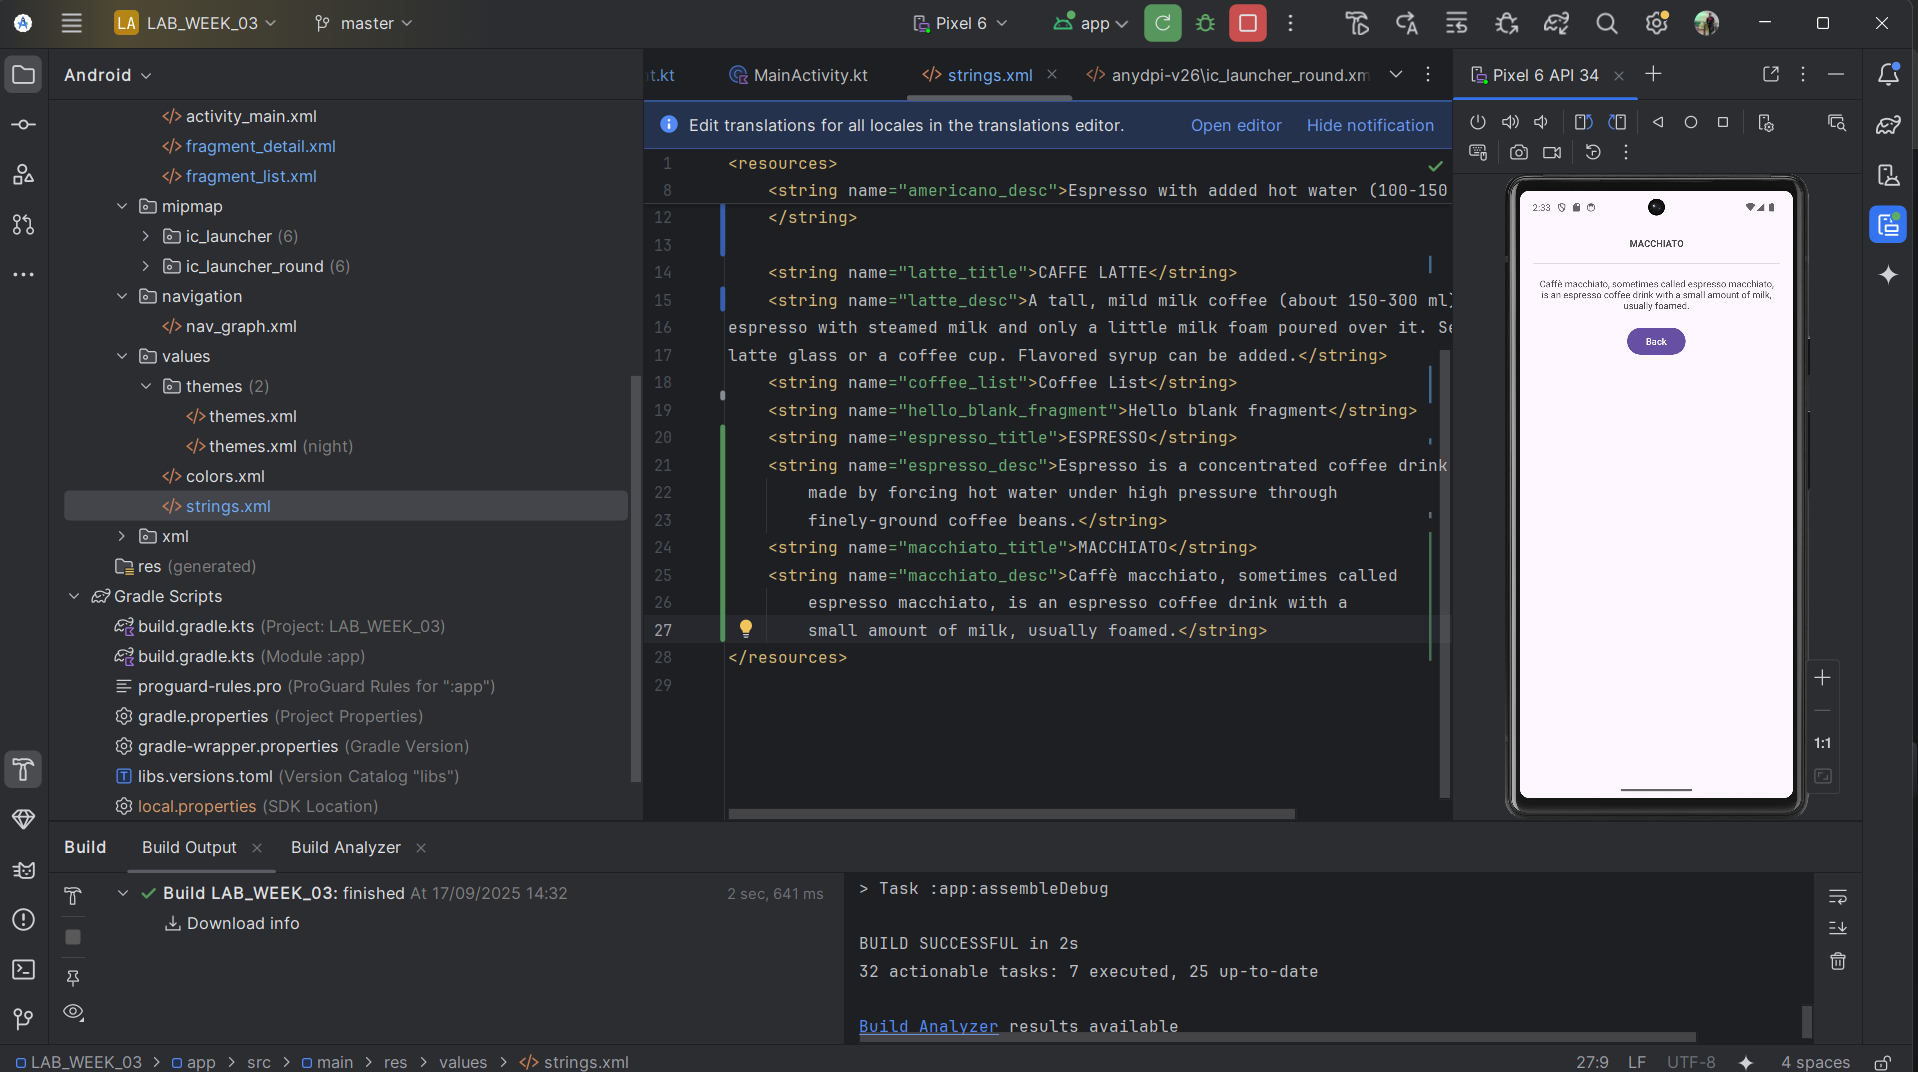 LA LAB_WEEK_03 master Pixel 6 app
Android
activity_main.xml
fragment_detail.xml
fragment_list.xml
mipmap
ic_launcher (6)
ic_launcher_round (6)
navigation
nav_graph.xml
values
themes (2)
themes.xml
themes.xml (night)
colors.xml
strings.xml
xml
res (generated)
Gradle Scripts
build.gradle.kts (Project: LAB_WEEK_03)
build.gradle.kts (Module :app)
proguard-rules.pro (ProGuard Rules for ":app")
gradle.properties (Project Properties)
gradle-wrapper.properties (Gradle Version)
libs.versions.toml (Version Catalog "libs")
local.properties (SDK Location)
t.kt MainActivity.kt strings.xml anydpi-v26\ic_launcher_round.xm
Edit translations for all locales in the translations editor. Open editor Hide notification
1 <resources>
8 <string name="americano_desc">Espresso with added hot water (100-150
12 </string>
13
14 <string name="latte_title">CAFFE LATTE</string>
15 <string name="latte_desc">A tall, mild milk coffee (about 150-300 ml)
16 espresso with steamed milk and only a little milk foam poured over it. Se
17 latte glass or a coffee cup. Flavored syrup can be added.</string>
18 <string name="coffee_list">Coffee List</string>
19 <string name="hello_blank_fragment">Hello blank fragment</string>
20 <string name="espresso_title">ESPRESSO</string>
21 <string name="espresso_desc">Espresso is a concentrated coffee drink
22 made by forcing hot water under high pressure through
23 finely-ground coffee beans.</string>
24 <string name="macchiato_title">MACCHIATO</string>
25 <string name="macchiato_desc">Caffè macchiato, sometimes called
26 espresso macchiato, is an espresso coffee drink with a
27 small amount of milk, usually foamed.</string>
28 </resources>
29
Pixel 6 API 34
2:33
MACCHIATO
Caffè macchiato, sometimes called espresso macchiato,
is an espresso coffee drink with a small amount of milk,
usually foamed.
Back
1:1
Build Build Output Build Analyzer
Build LAB_WEEK_03: finished At 17/09/2025 14:32 2 sec, 641 ms
Download info
> Task :app:assembleDebug
BUILD SUCCESSFUL in 2s
32 actionable tasks: 7 executed, 25 up-to-date
Build Analyzer results available
LAB_WEEK_03 > app > src > main > res > values > strings.xml 27:9 LF UTF-8 4 spaces